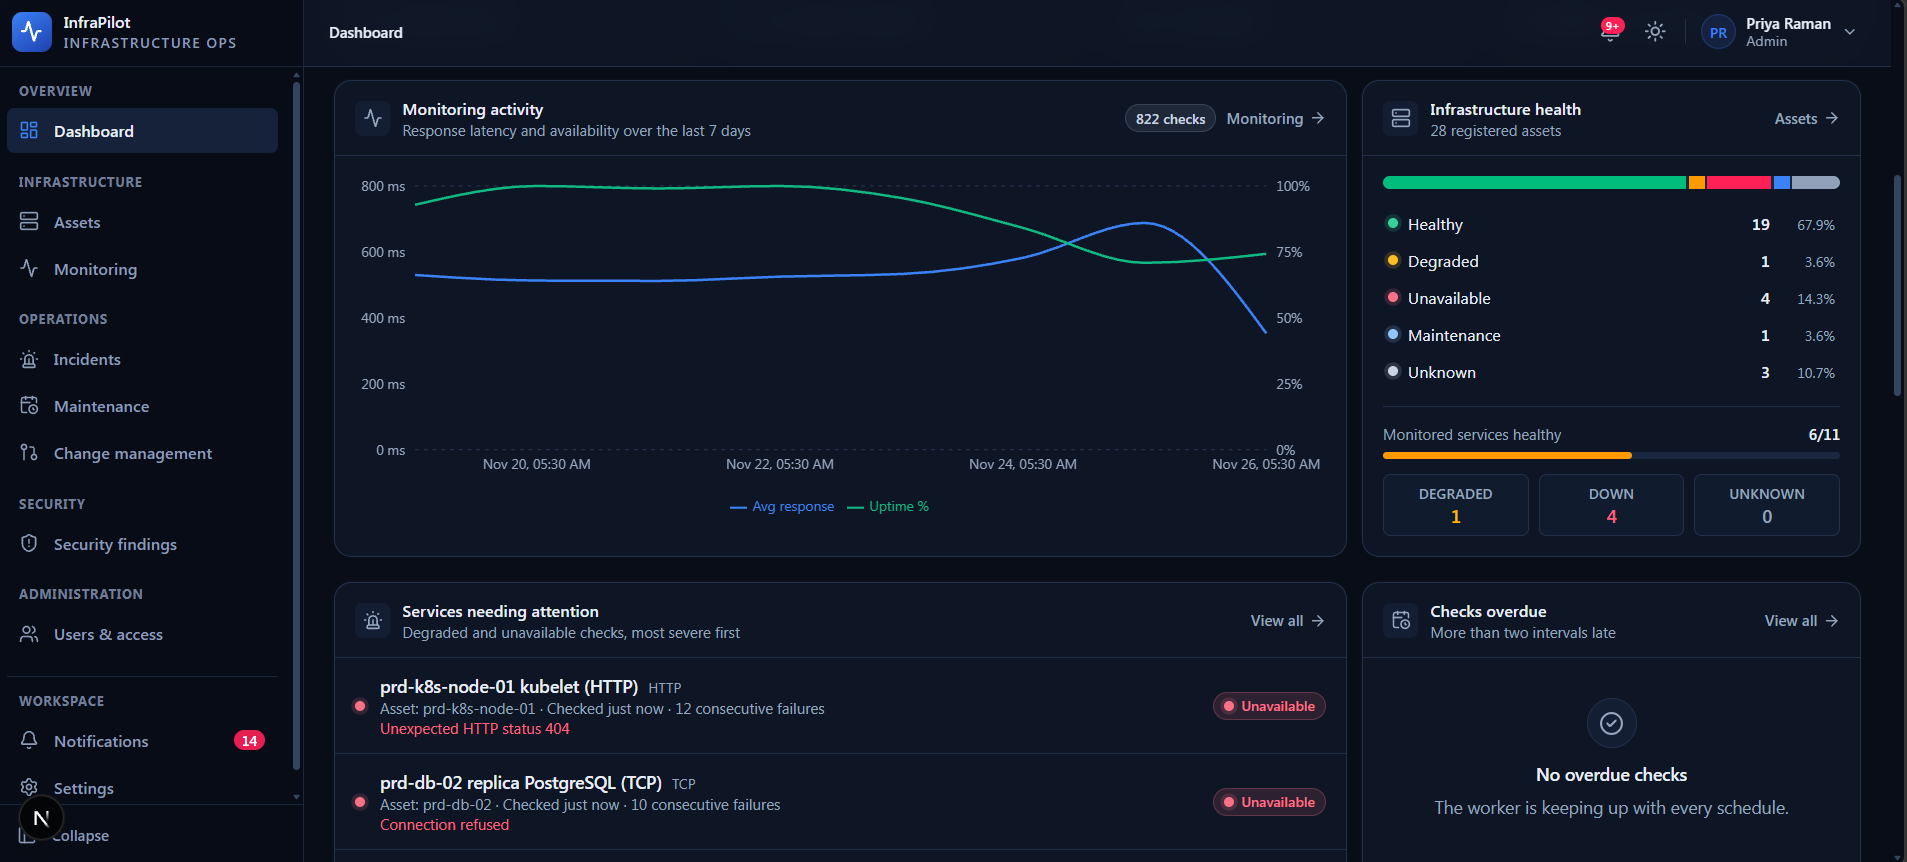 InfraPilot
INFRASTRUCTURE OPS
OVERVIEW
Dashboard
INFRASTRUCTURE
Assets
Monitoring
OPERATIONS
Incidents
Maintenance
Change management
SECURITY
Security findings
ADMINISTRATION
Users & access
WORKSPACE
Notifications 14
Settings
N
Collapse
Dashboard
9+
PR
Priya Raman
Admin
Monitoring activity
Response latency and availability over the last 7 days
822 checks Monitoring →
800 ms 100%
600 ms 75%
400 ms 50%
200 ms 25%
0 ms 0%
Nov 20, 05:30 AM Nov 22, 05:30 AM Nov 24, 05:30 AM Nov 26, 05:30 AM
Avg response Uptime %
Infrastructure health
28 registered assets
Assets →
Healthy 19 67.9%
Degraded 1 3.6%
Unavailable 4 14.3%
Maintenance 1 3.6%
Unknown 3 10.7%
Monitored services healthy 6/11
DEGRADED DOWN UNKNOWN
1 4 0
Services needing attention
Degraded and unavailable checks, most severe first
View all →
prd-k8s-node-01 kubelet (HTTP) HTTP
Asset: prd-k8s-node-01 · Checked just now · 12 consecutive failures
Unexpected HTTP status 404
Unavailable
prd-db-02 replica PostgreSQL (TCP) TCP
Asset: prd-db-02 · Checked just now · 10 consecutive failures
Connection refused
Unavailable
Checks overdue
More than two intervals late
View all →
No overdue checks
The worker is keeping up with every schedule.